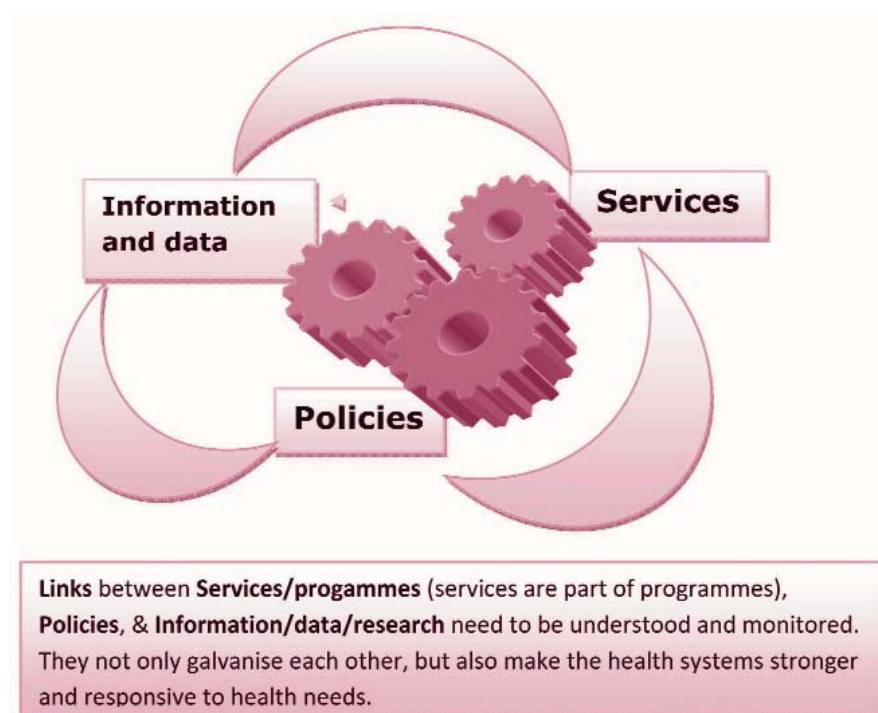 Information
and data
Services
Policies
Links between Services/progammes (services are part of programmes),
Policies, & Information/data/research need to be understood and monitored.
They not only galvanise each other, but also make the health systems stronger
and responsive to health needs.